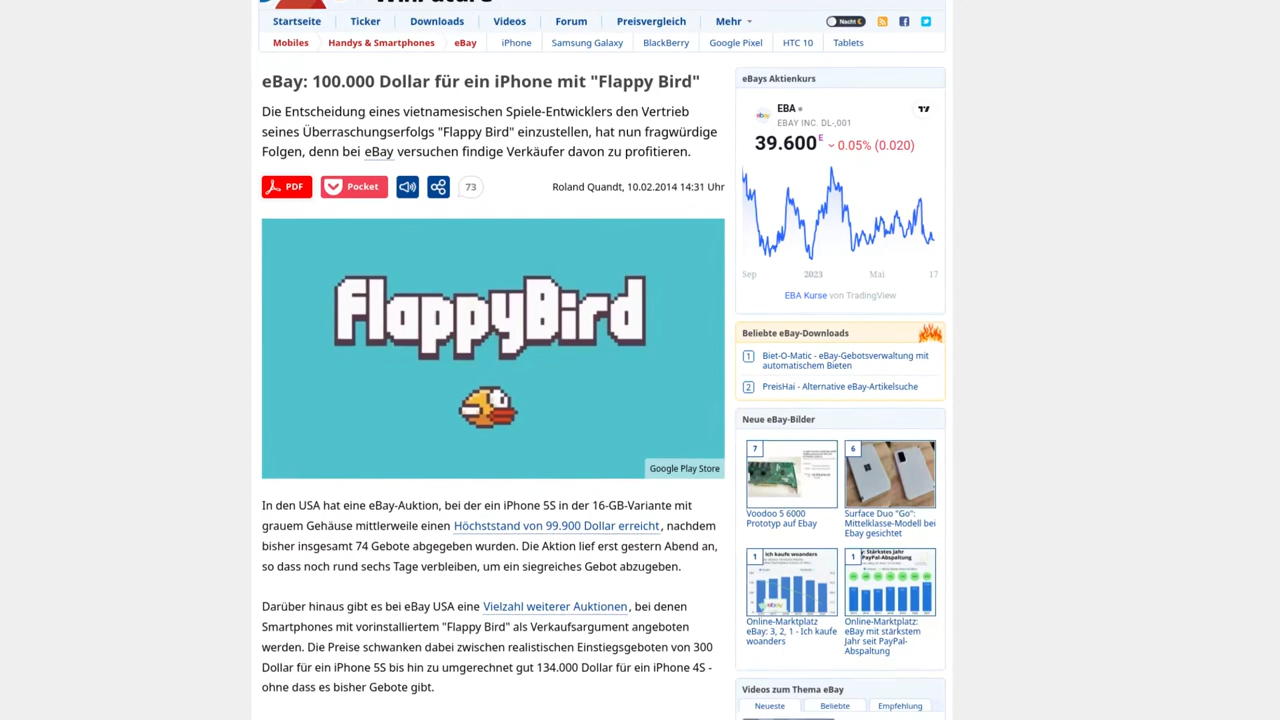 WinFuture
Startseite
Ticker
Downloads
Videos
Forum
Preisvergleich
Mehr
Nacht
Mobiles
Handys & Smartphones
eBay
iPhone
Samsung Galaxy
BlackBerry
Google Pixel
HTC 10
Tablets
eBay: 100.000 Dollar für ein iPhone mit "Flappy Bird"
Die Entscheidung eines vietnamesischen Spiele-Entwicklers den Vertrieb
seines Überraschungserfolgs "Flappy Bird" einzustellen, hat nun fragwürdige
Folgen, denn bei eBay versuchen findige Verkäufer davon zu profitieren.
PDF
Pocket
73
Roland Quandt, 10.02.2014 14:31 Uhr
FlappyBird
Google Play Store
In den USA hat eine eBay-Auktion, bei der ein iPhone 5S in der 16-GB-Variante mit
grauem Gehäuse mittlerweile einen Höchststand von 99.900 Dollar erreicht, nachdem
bisher insgesamt 74 Gebote abgegeben wurden. Die Aktion lief erst gestern Abend an,
so dass noch rund sechs Tage verbleiben, um ein siegreiches Gebot abzugeben.
Darüber hinaus gibt es bei eBay USA eine Vielzahl weiterer Auktionen, bei denen
Smartphones mit vorinstalliertem "Flappy Bird" als Verkaufsargument angeboten
werden. Die Preise schwanken dabei zwischen realistischen Einstiegsgeboten von 300
Dollar für ein iPhone 5S bis hin zu umgerechnet gut 134.000 Dollar für ein iPhone 4S -
ohne dass es bisher Gebote gibt.
eBays Aktienkurs
ebay
EBA
EBAY INC. DL-,001
39.600 E
0.05% (0.020)
Sep
2023
Mai
17
EBA Kurse von TradingView
Beliebte eBay-Downloads
1
Biet-O-Matic - eBay-Gebotsverwaltung mit
automatischem Bieten
2
PreisHai - Alternative eBay-Artikelsuche
Neue eBay-Bilder
7
Voodoo 5 6000
Prototyp auf Ebay
6
Surface Duo "Go":
Mittelklasse-Modell bei
Ebay gesichtet
1
Ich kaufe woanders
ebay
Online-Marktplatz
eBay: 3, 2, 1 - Ich kaufe
woanders
1
y: Stärkstes Jahr
PayPal-Abspaltung
Online-Marktplatz:
eBay mit stärkstem
Jahr seit PayPal-
Abspaltung
Videos zum Thema eBay
Neueste
Beliebte
Empfehlung